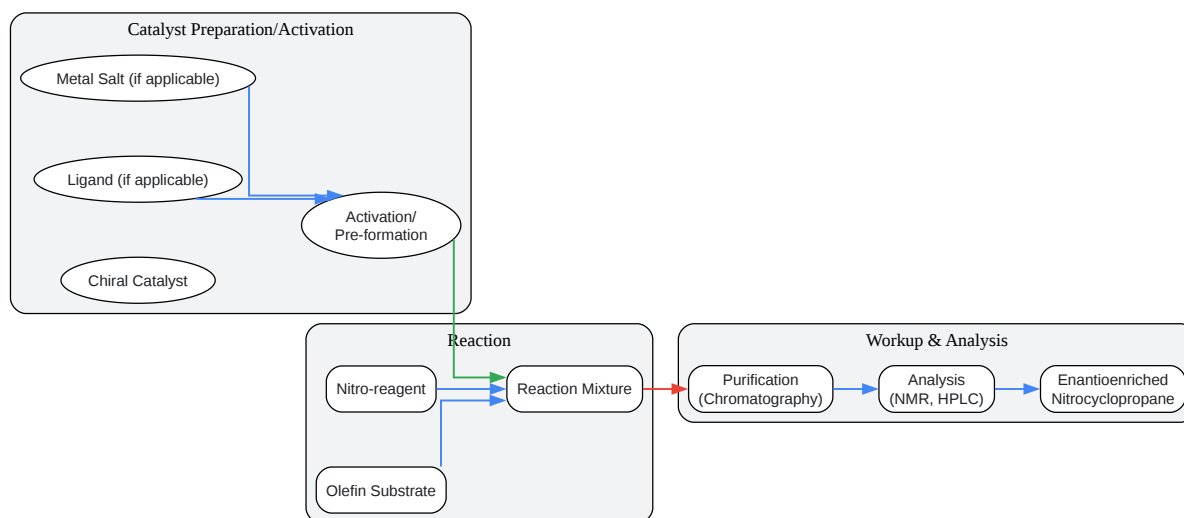 Catalyst Preparation/Activation
Metal Salt (if applicable)
Ligand (if applicable)
Activation/
Pre-formation
Chiral Catalyst
Reaction
Nitro-reagent
Reaction Mixture
Olefin Substrate
Workup & Analysis
Purification
(Chromatography)
Analysis
(NMR, HPLC)
Enantioenriched
Nitrocyclopropane